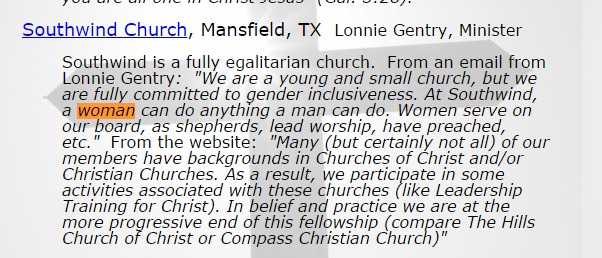 you are all one in Christ Jesus" (Gal. 3:28).
Southwind Church, Mansfield, TX Lonnie Gentry, Minister
Southwind is a fully egalitarian church. From an email from
Lonnie Gentry: "We are a young and small church, but we
are fully committed to gender inclusiveness. At Southwind,
a woman can do anything a man can do. Women serve on
our board, as shepherds, lead worship, have preached,
etc." From the website: "Many (but certainly not all) of our
members have backgrounds in Churches of Christ and/or
Christian Churches. As a result, we participate in some
activities associated with these churches (like Leadership
Training for Christ). In belief and practice we are at the
more progressive end of this fellowship (compare The Hills
Church of Christ or Compass Christian Church)"